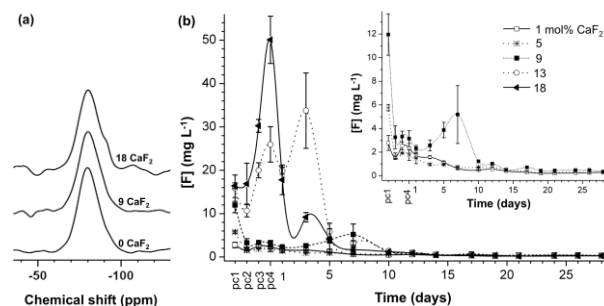 (a)
18 CaF₂
9 CaF₂
0 CaF₂
-50
-100
Chemical shift (ppm)
(b)
[F] (mg L⁻¹)
50
40
30
20
10
0
pc1
pc2
pc3
pc4
1
5
10
15
20
25
Time (days)
[F] (mg L⁻¹)
12
10
8
6
4
2
0
pc1
pc4
1
5
10
15
20
25
Time (days)
1 mol% CaF₂
5
9
13
18